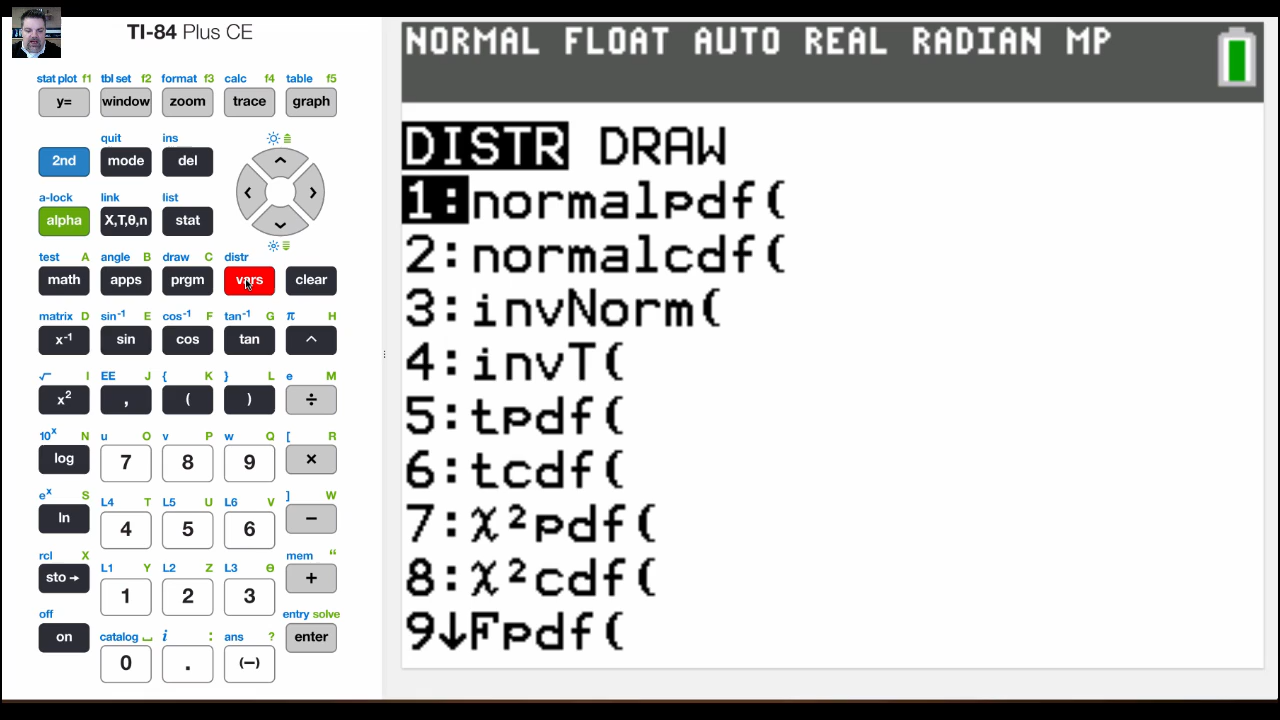 TI-84 Plus CE
NORMAL FLOAT AUTO REAL RADIAN MP
stat plot f1 tbl set f2 format f3 calc f4 table f5
y= window zoom trace graph
quit ins
2nd mode del
a-lock link list
alpha X,T,θ,n stat
test A angle B draw C distr
math apps prgm vars clear
matrix D sin⁻¹ E cos⁻¹ F tan⁻¹ G π H
x⁻¹ sin cos tan ^
√ I EE J { K } L e M
x² , ( ) ÷
10ˣ N u O v P w Q [ R
log 7 8 9 ×
eˣ S L4 T L5 U L6 V ] W
ln 4 5 6 −
rcl X L1 Y L2 Z L3 θ mem “
sto→ 1 2 3 +
off catalog i : ans ? entry solve
on 0 . (−) enter
DISTR DRAW
1:normalpdf(
2:normalcdf(
3:invNorm(
4:invT(
5:tpdf(
6:tcdf(
7:χ²pdf(
8:χ²cdf(
9↓Fpdf(